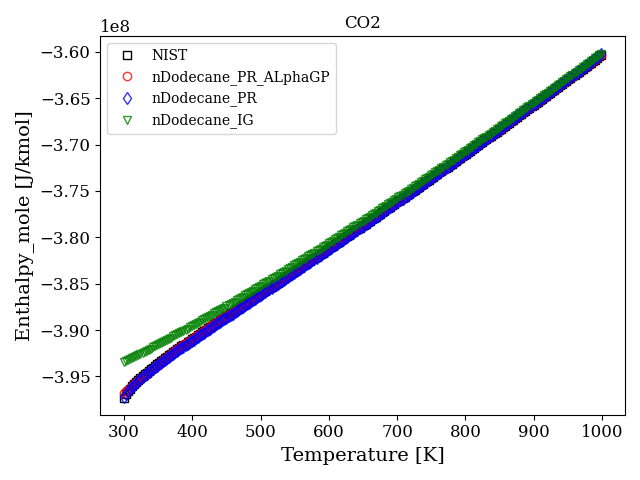 CO2
1e8
−3.60
−3.65
−3.70
−3.75
−3.80
−3.85
−3.90
−3.95
Enthalpy_mole [J/kmol]
NIST
nDodecane_PR_ALphaGP
nDodecane_PR
nDodecane_IG
300 400 500 600 700 800 900 1000
Temperature [K]